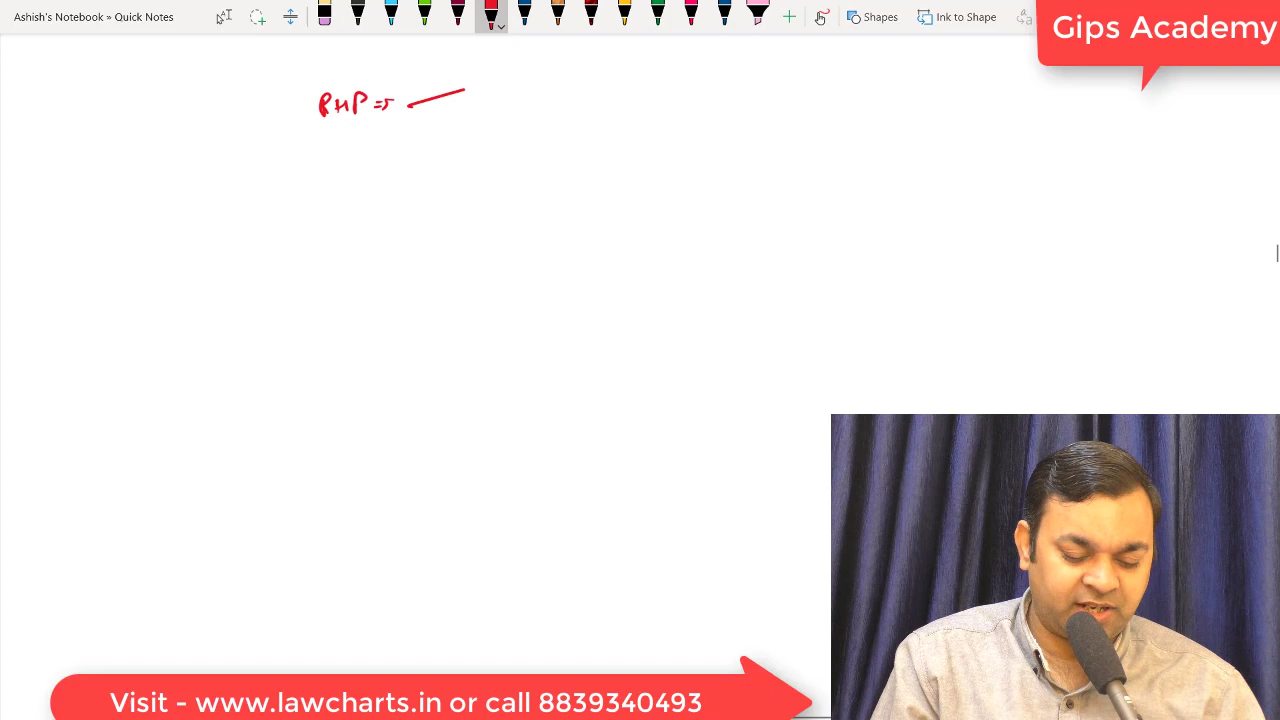 Ashish's Notebook » Quick Notes
Shapes
Ink to Shape
Gips Academy
RHP =>
Visit - www.lawcharts.in or call 8839340493